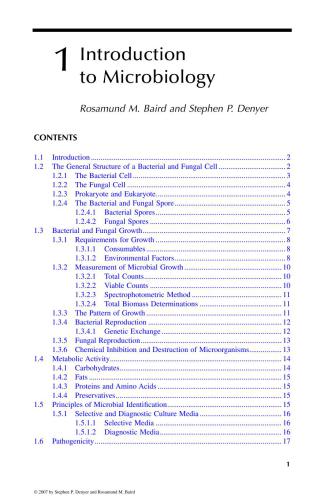 1 Introduction
to Microbiology
Rosamund M. Baird and Stephen P. Denyer
CONTENTS
1.1 Introduction 2
1.2 The General Structure of a Bacterial and Fungal Cell 2
1.2.1 The Bacterial Cell 3
1.2.2 The Fungal Cell 4
1.2.3 Prokaryote and Eukaryote 4
1.2.4 The Bacterial and Fungal Spore 5
1.2.4.1 Bacterial Spores 5
1.2.4.2 Fungal Spores 6
1.3 Bacterial and Fungal Growth 7
1.3.1 Requirements for Growth 8
1.3.1.1 Consumables 8
1.3.1.2 Environmental Factors 8
1.3.2 Measurement of Microbial Growth 10
1.3.2.1 Total Counts 10
1.3.2.2 Viable Counts 10
1.3.2.3 Spectrophotometric Method 11
1.3.2.4 Total Biomass Determinations 11
1.3.3 The Pattern of Growth 11
1.3.4 Bacterial Reproduction 12
1.3.4.1 Genetic Exchange 12
1.3.5 Fungal Reproduction 13
1.3.6 Chemical Inhibition and Destruction of Microorganisms 13
1.4 Metabolic Activity 14
1.4.1 Carbohydrates 14
1.4.2 Fats 15
1.4.3 Proteins and Amino Acids 15
1.4.4 Preservatives 15
1.5 Principles of Microbial Identification 15
1.5.1 Selective and Diagnostic Culture Media 16
1.5.1.1 Selective Media 16
1.5.1.2 Diagnostic Media 16
1.6 Pathogenicity 17
1
© 2007 by Stephen P. Denyer and Rosamund M. Baird